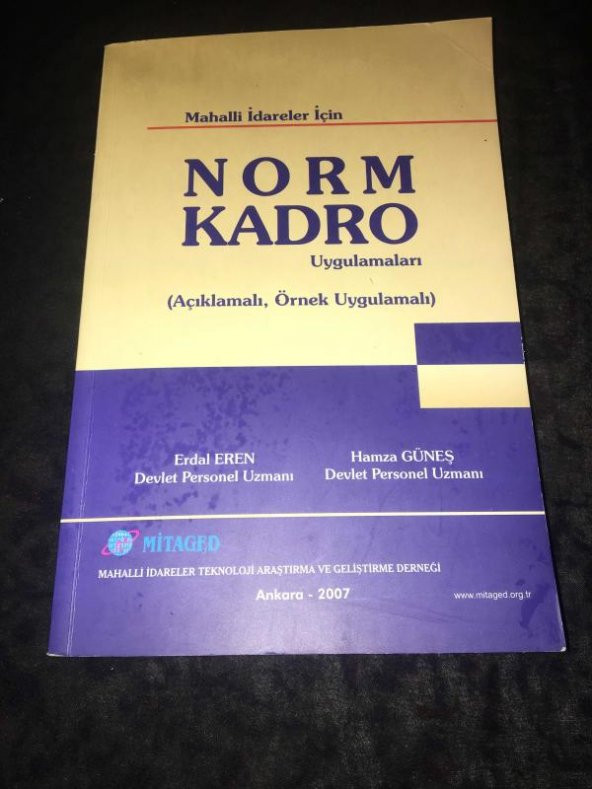 Mahalli İdareler İçin
NORM
KADRO
Uygulamaları
(Açıklamalı, Örnek Uygulamalı)
Erdal EREN
Devlet Personel Uzmanı
Hamza GÜNEŞ
Devlet Personel Uzmanı
MİTAGED
MAHALLİ İDARELER TEKNOLOJİ ARAŞTIRMA VE GELİŞTİRME DERNEĞİ
Ankara - 2007
www.mitaged.org.tr